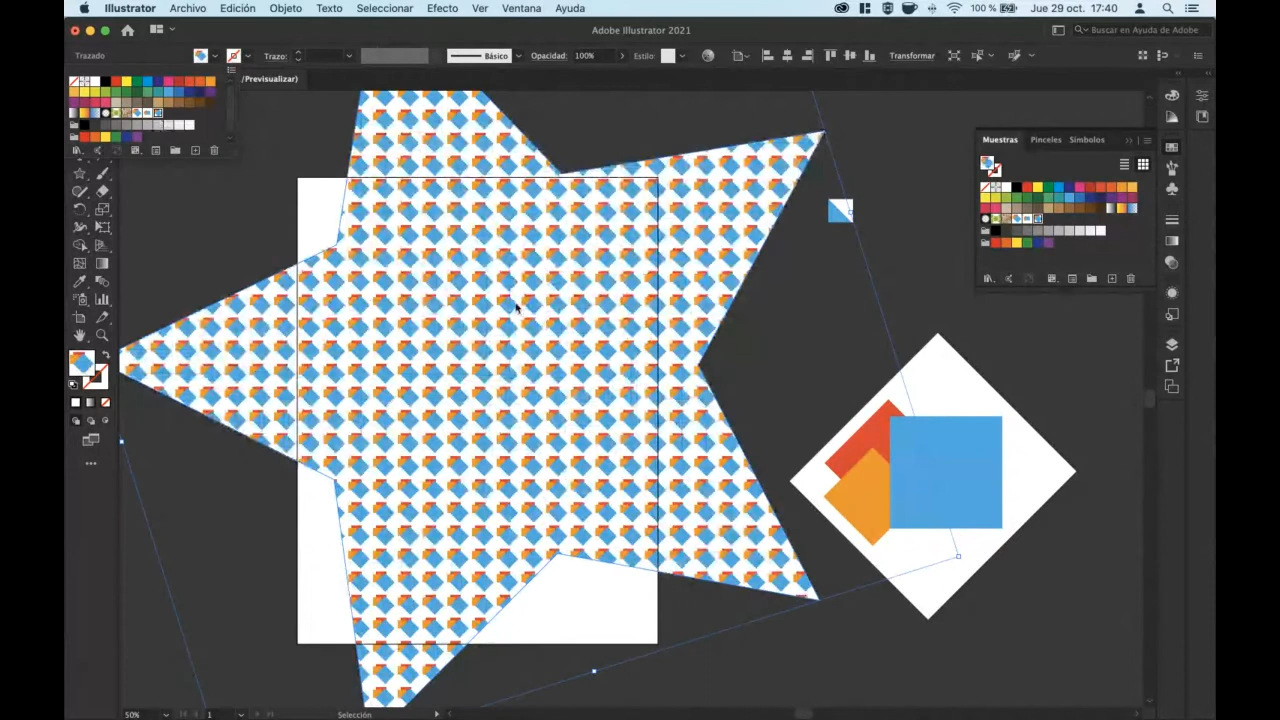 Illustrator Archivo Edición Objeto Texto Seleccionar Efecto Ver Ventana Ayuda 100 % Jue 29 oct. 17:40
Adobe Illustrator 2021 Buscar en Ayuda de Adobe
Trazado Trazo: Básico Opacidad: 100% Estilo: Transformar
/Previsualizar)
Muestras Pinceles Símbolos
50% 1 Selección